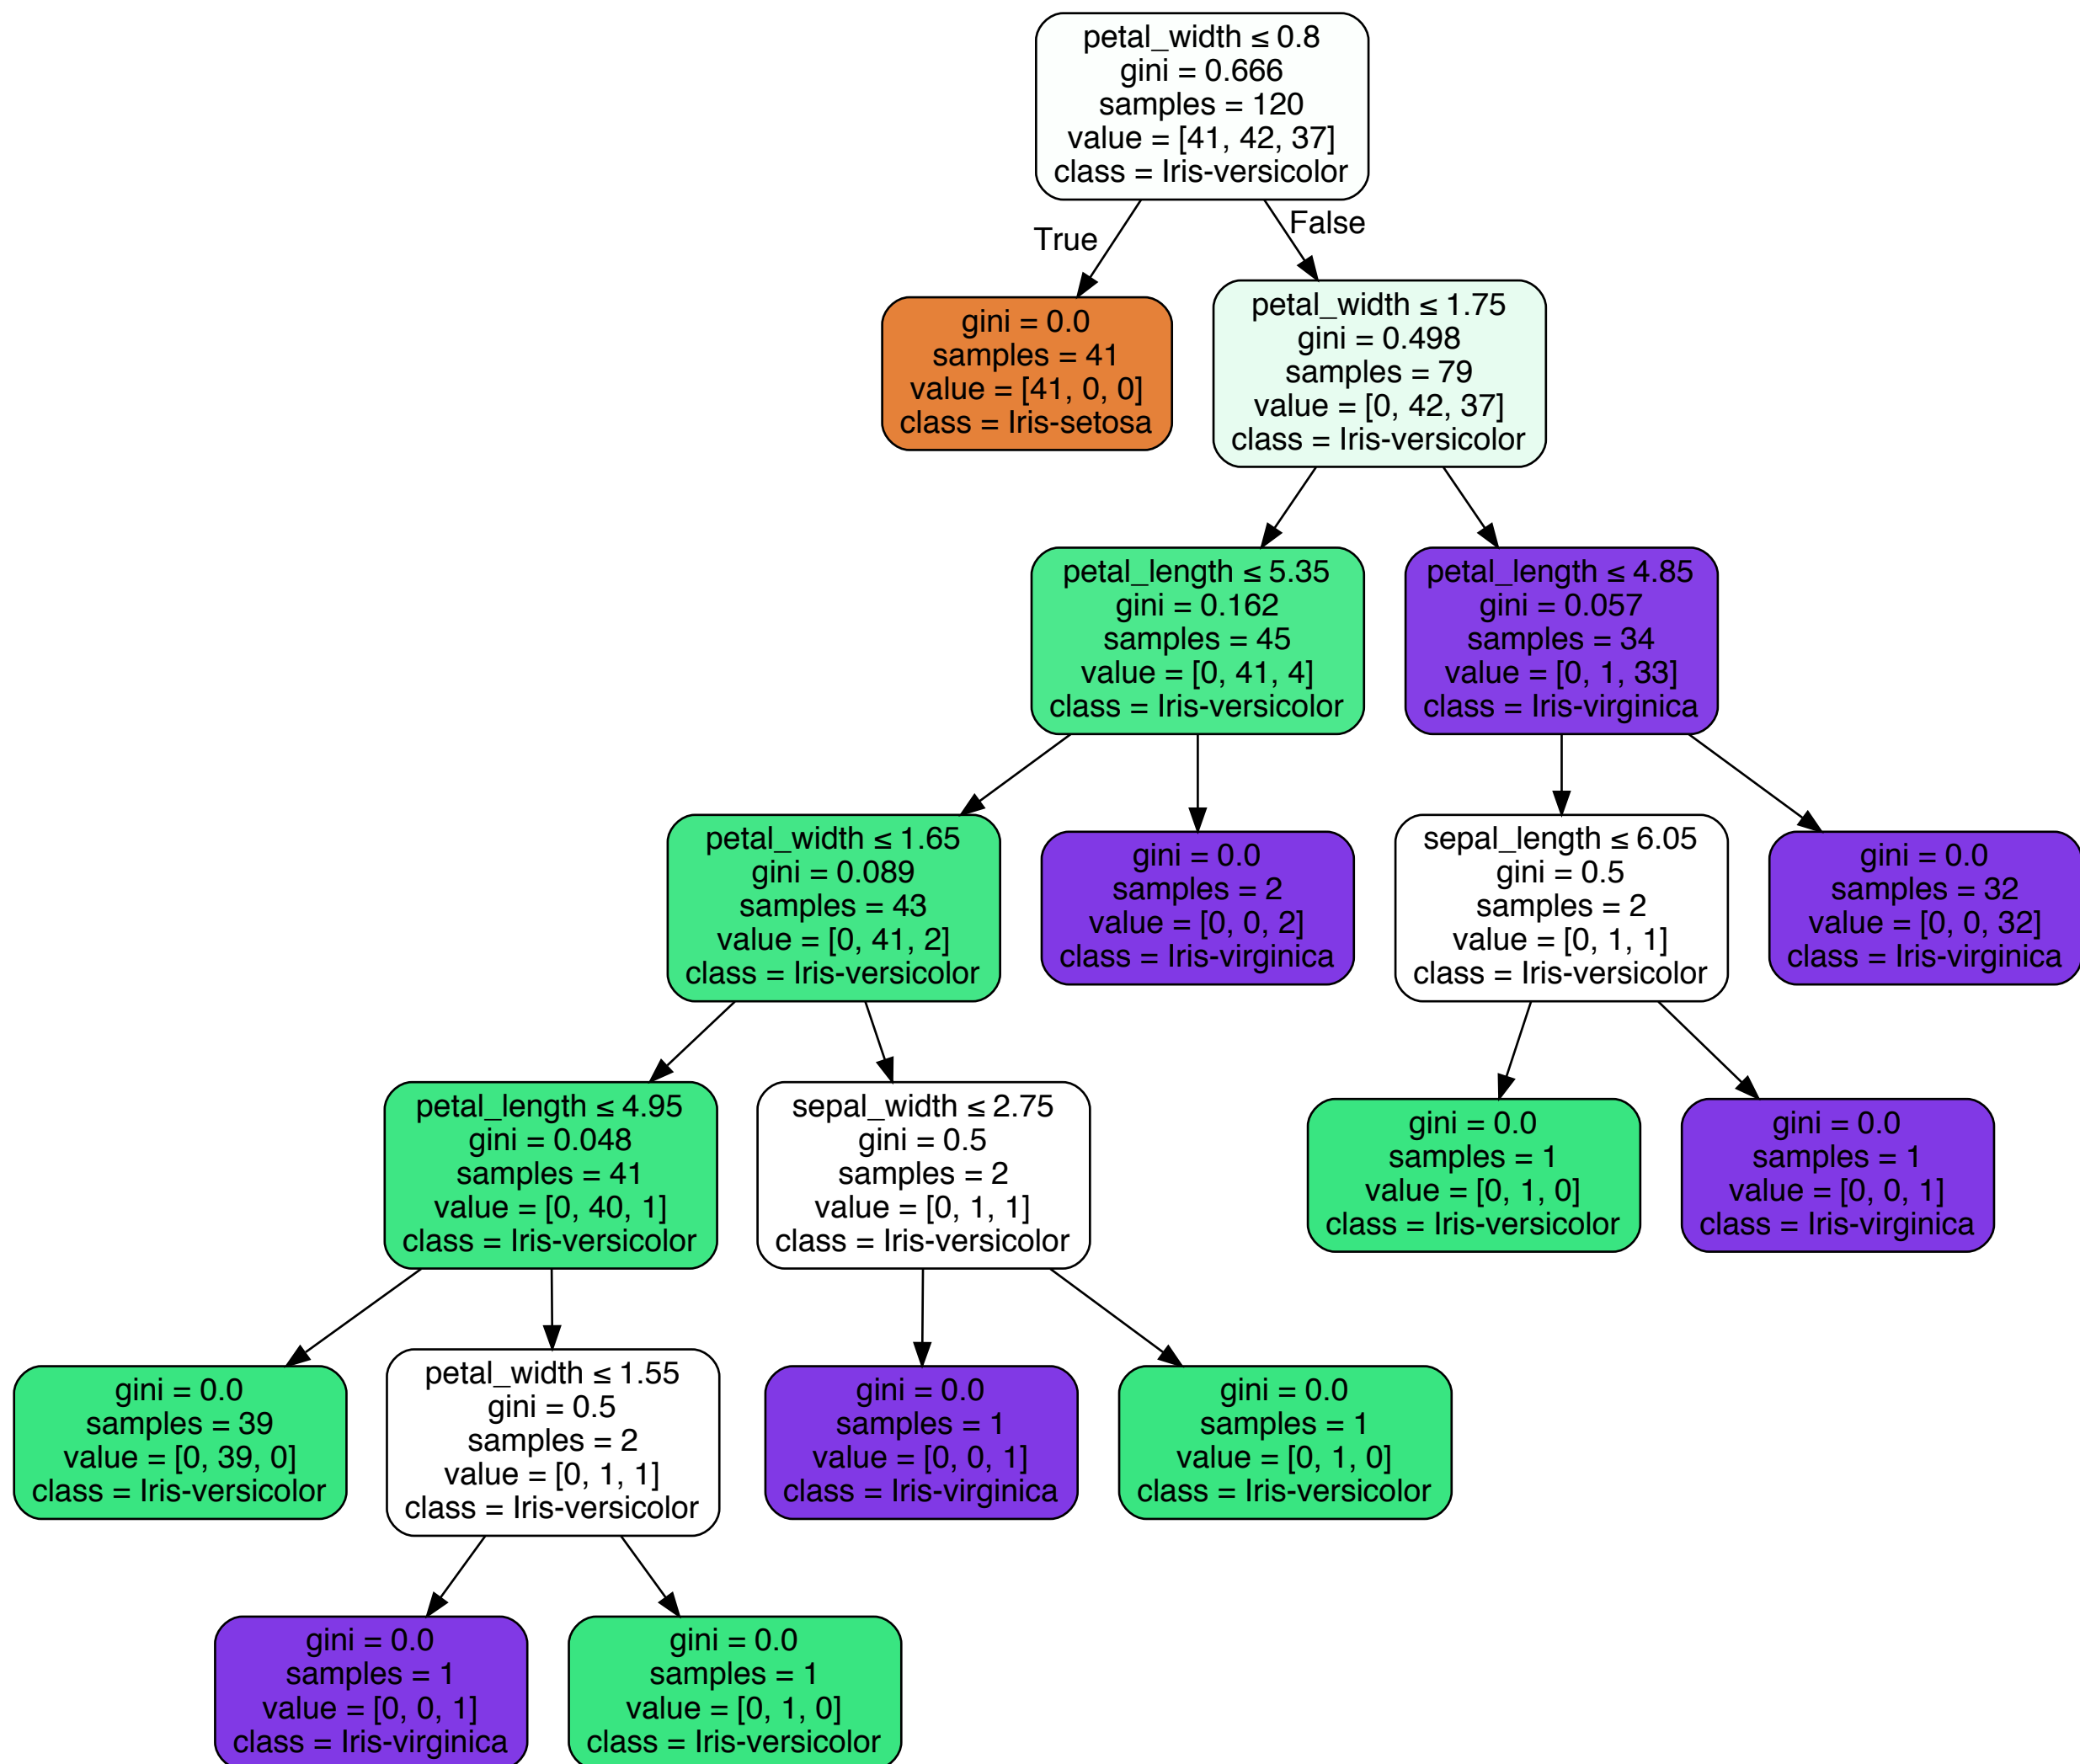 petal_width ≤ 0.8
gini = 0.666
samples = 120
value = [41, 42, 37]
class = Iris-versicolor
True
False
gini = 0.0
samples = 41
value = [41, 0, 0]
class = Iris-setosa
petal_width ≤ 1.75
gini = 0.498
samples = 79
value = [0, 42, 37]
class = Iris-versicolor
petal_length ≤ 5.35
gini = 0.162
samples = 45
value = [0, 41, 4]
class = Iris-versicolor
petal_length ≤ 4.85
gini = 0.057
samples = 34
value = [0, 1, 33]
class = Iris-virginica
petal_width ≤ 1.65
gini = 0.089
samples = 43
value = [0, 41, 2]
class = Iris-versicolor
gini = 0.0
samples = 2
value = [0, 0, 2]
class = Iris-virginica
sepal_length ≤ 6.05
gini = 0.5
samples = 2
value = [0, 1, 1]
class = Iris-versicolor
gini = 0.0
samples = 32
value = [0, 0, 32]
class = Iris-virginica
petal_length ≤ 4.95
gini = 0.048
samples = 41
value = [0, 40, 1]
class = Iris-versicolor
sepal_width ≤ 2.75
gini = 0.5
samples = 2
value = [0, 1, 1]
class = Iris-versicolor
gini = 0.0
samples = 1
value = [0, 1, 0]
class = Iris-versicolor
gini = 0.0
samples = 1
value = [0, 0, 1]
class = Iris-virginica
gini = 0.0
samples = 39
value = [0, 39, 0]
class = Iris-versicolor
petal_width ≤ 1.55
gini = 0.5
samples = 2
value = [0, 1, 1]
class = Iris-versicolor
gini = 0.0
samples = 1
value = [0, 0, 1]
class = Iris-virginica
gini = 0.0
samples = 1
value = [0, 1, 0]
class = Iris-versicolor
gini = 0.0
samples = 1
value = [0, 0, 1]
class = Iris-virginica
gini = 0.0
samples = 1
value = [0, 1, 0]
class = Iris-versicolor